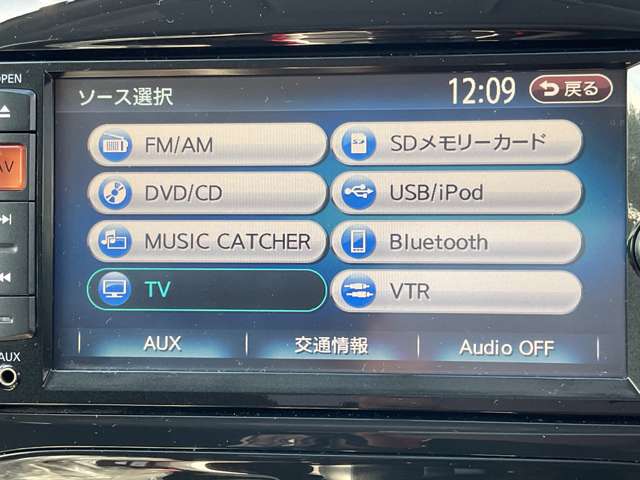 OPEN
ソース選択
12:09
戻る
FM/AM
SDメモリーカード
DVD/CD
USB/iPod
MUSIC CATCHER
Bluetooth
TV
VTR
AUX
交通情報
Audio OFF
AV
AUX